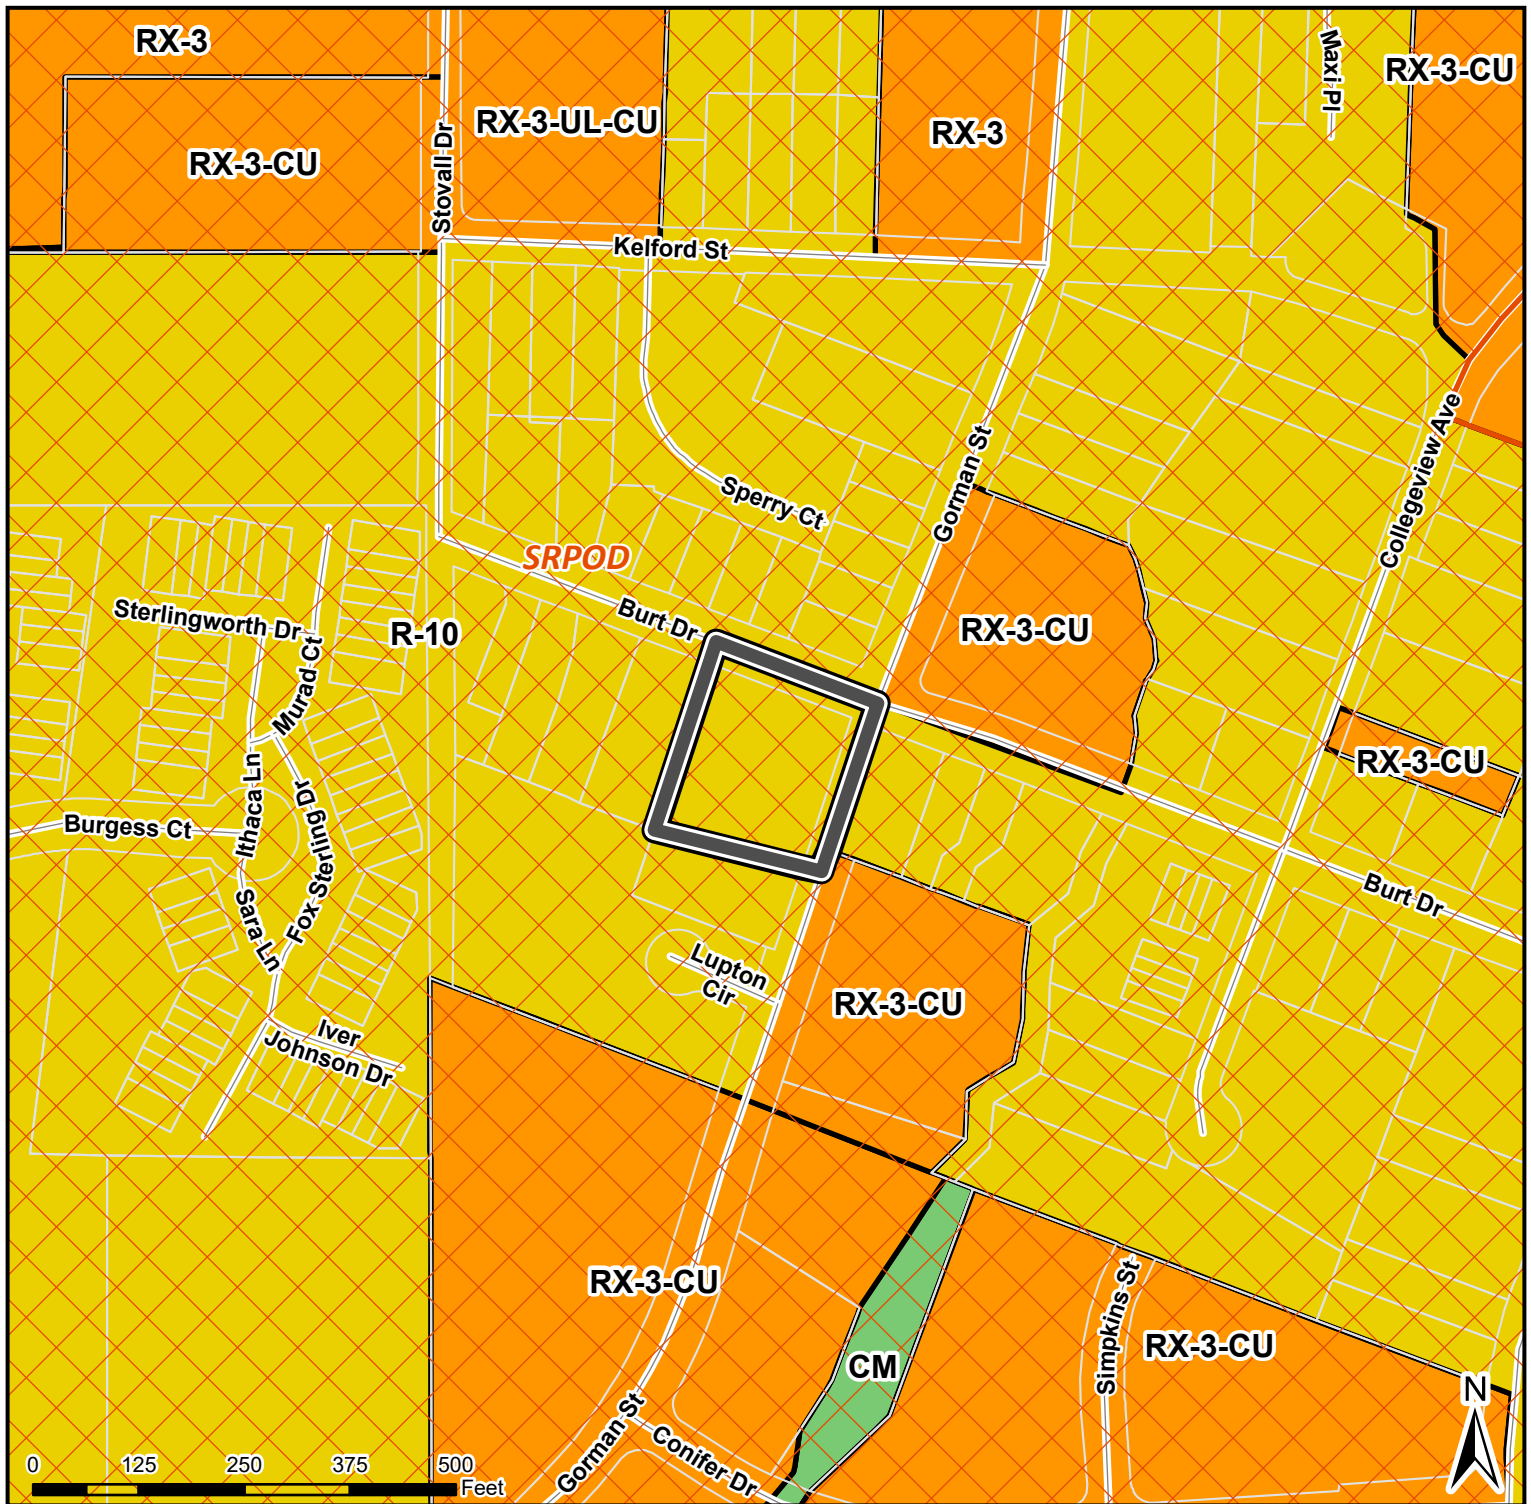 RX-3
RX-3-CU
Stovall Dr
RX-3-UL-CU
RX-3
Maxi Pl
RX-3-CU
Kelford St
Sperry Ct
Gorman St
Collegeview Ave
SRPOD
Burt Dr
R-10
Sterlingworth Dr
Murad Ct
RX-3-CU
RX-3-CU
Ithaca Ln
Fox Sterling Dr
Burgess Ct
Sara Ln
Burt Dr
Lupton
Cir
RX-3-CU
Iver
Johnson Dr
RX-3-CU
CM
Simpkins St
RX-3-CU
Gorman St
Conifer Dr
N
0 125 250 375 500
Feet